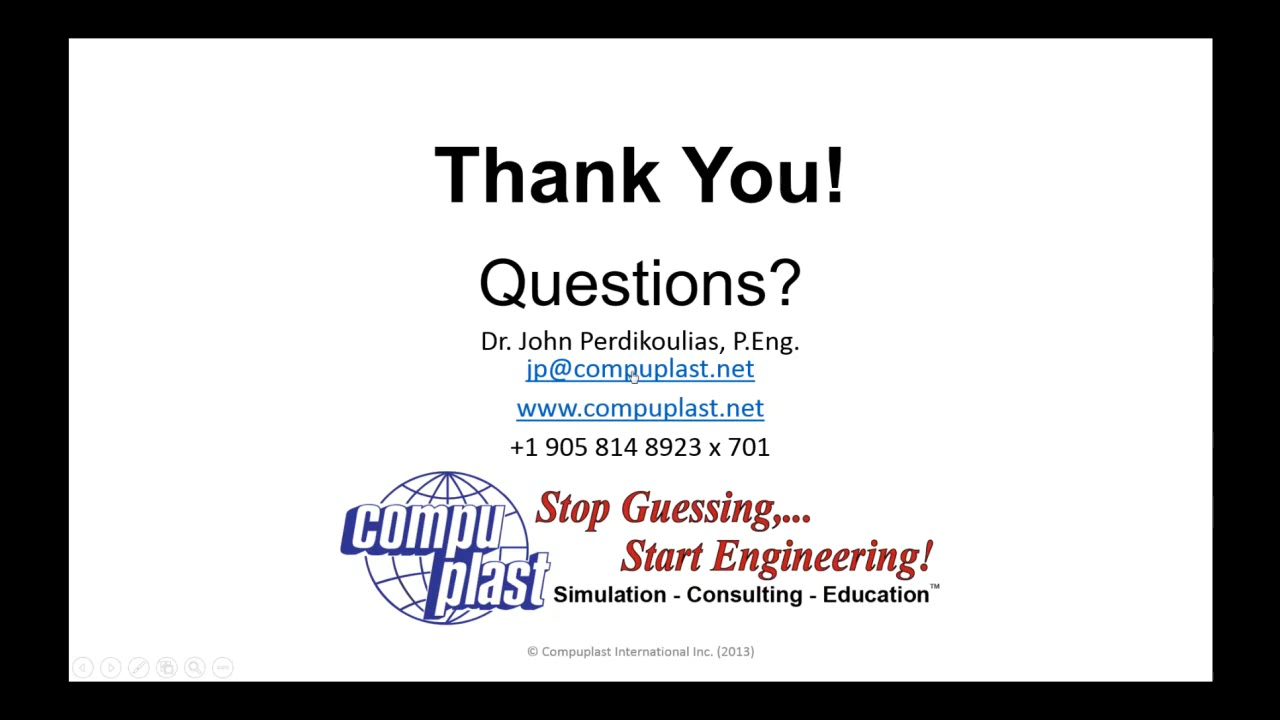 Thank You!
Questions?
Dr. John Perdikoulias, P.Eng.
jp@compuplast.net
www.compuplast.net
+1 905 814 8923 x 701
compu
plast
Stop Guessing,...
Start Engineering!
Simulation - Consulting - Education™
© Compuplast International Inc. (2013)